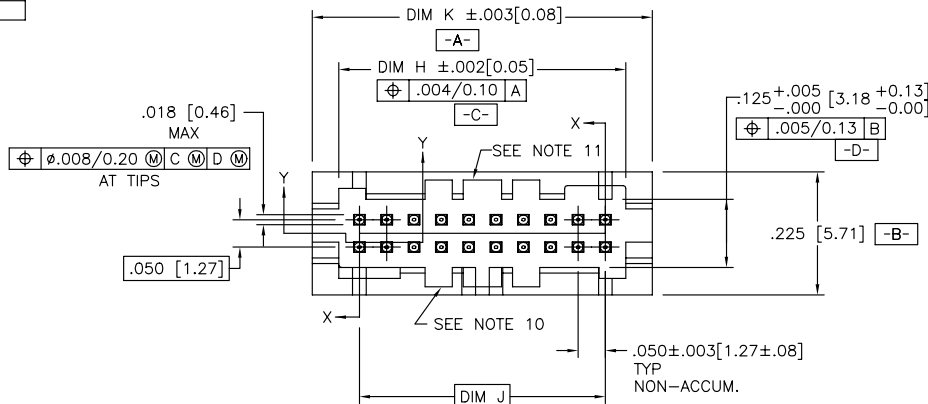 DIM K ±.003[0.08]
-A-
DIM H ±.002[0.05]
⌖ .004/0.10 A
-C-
.018 [0.46]
MAX
⌖ ø.008/0.20 Ⓜ C Ⓜ D Ⓜ
AT TIPS
X
Y
Y
SEE NOTE 11
.125 +.005 -.000 [3.18 +0.13 -0.00]
⌖ .005/0.13 B
-D-
.225 [5.71] -B-
.050 [1.27]
X
SEE NOTE 10
.050±.003[1.27±.08]
TYP
NON-ACCUM.
DIM J